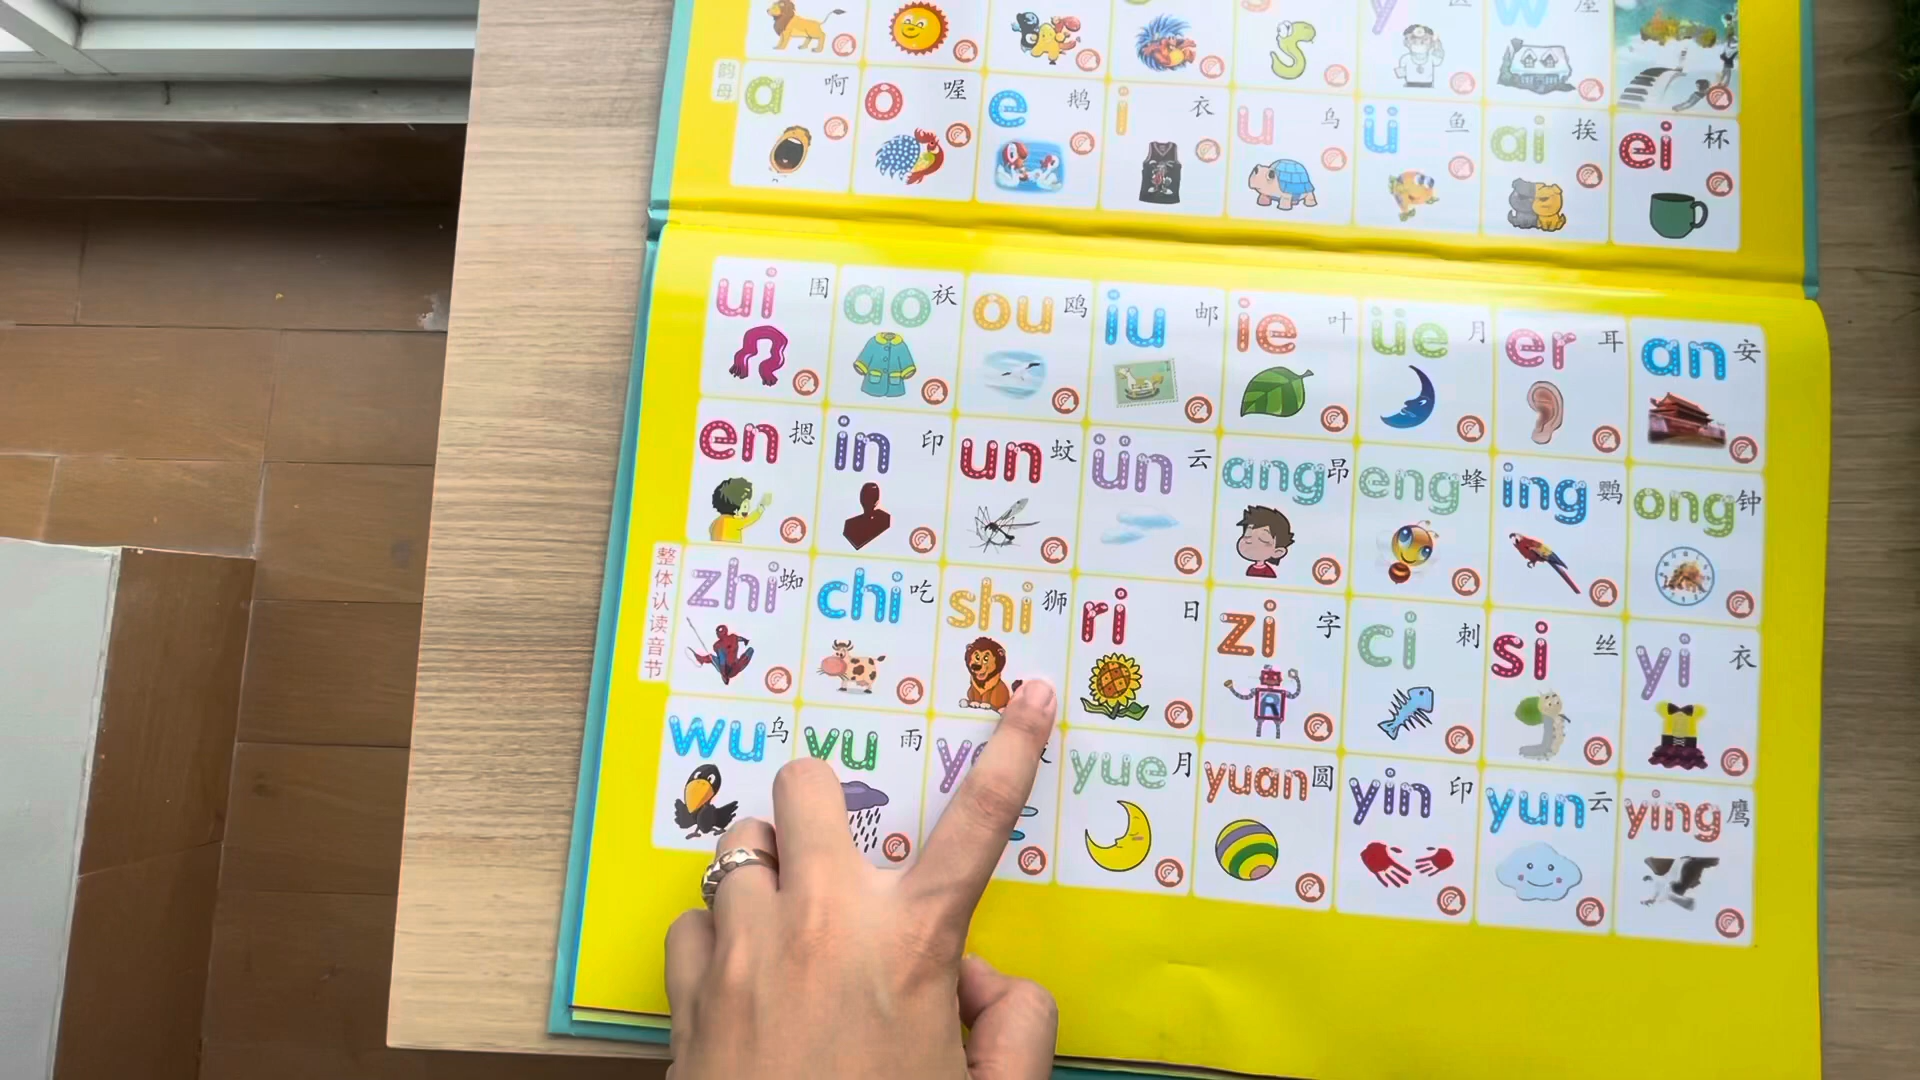 y 医
w 屋
韵母
a 啊
o 喔
e 鹅
i 衣
u 乌
ü 鱼
ai 挨
ei 杯
ui 围
ao 袄
ou 鸥
iu 邮
ie 叶
üe 月
er 耳
an 安
en 摁
in 印
un 蚊
ün 云
ang 昂
eng 蜂
ing 鹦
ong 钟
整体认读音节
zhi 蜘
chi 吃
shi 狮
ri 日
zi 字
ci 刺
si 丝
yi 衣
wu 乌
yu 雨
yue 月
yuan 圆
yin 印
yun 云
ying 鹰